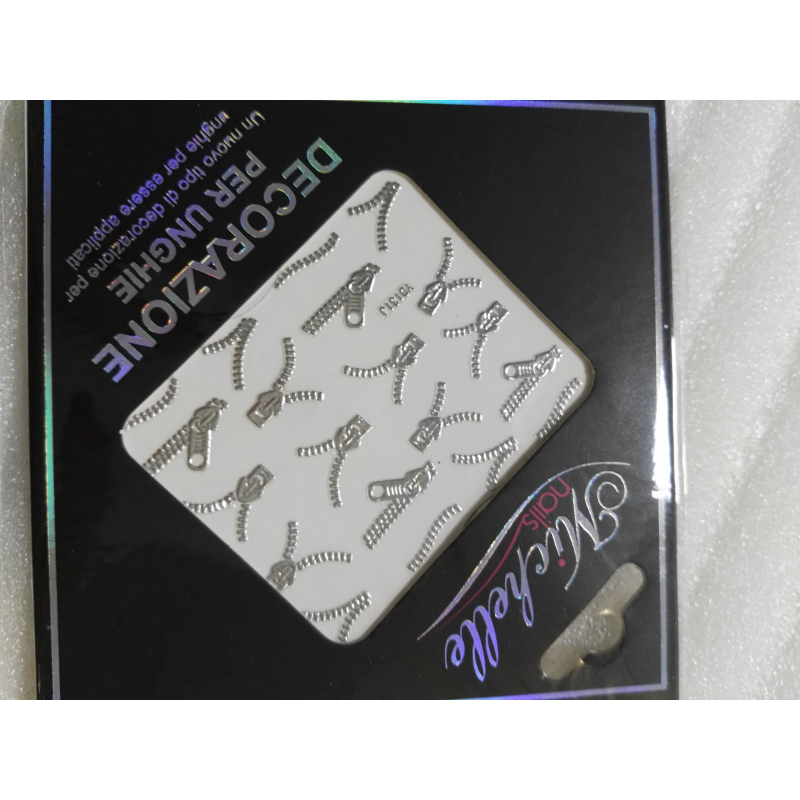 Michelle
nails
DECORAZIONE
PER UNGHIE
Un nuovo tipo di decorazione per
unghie per essere applicati